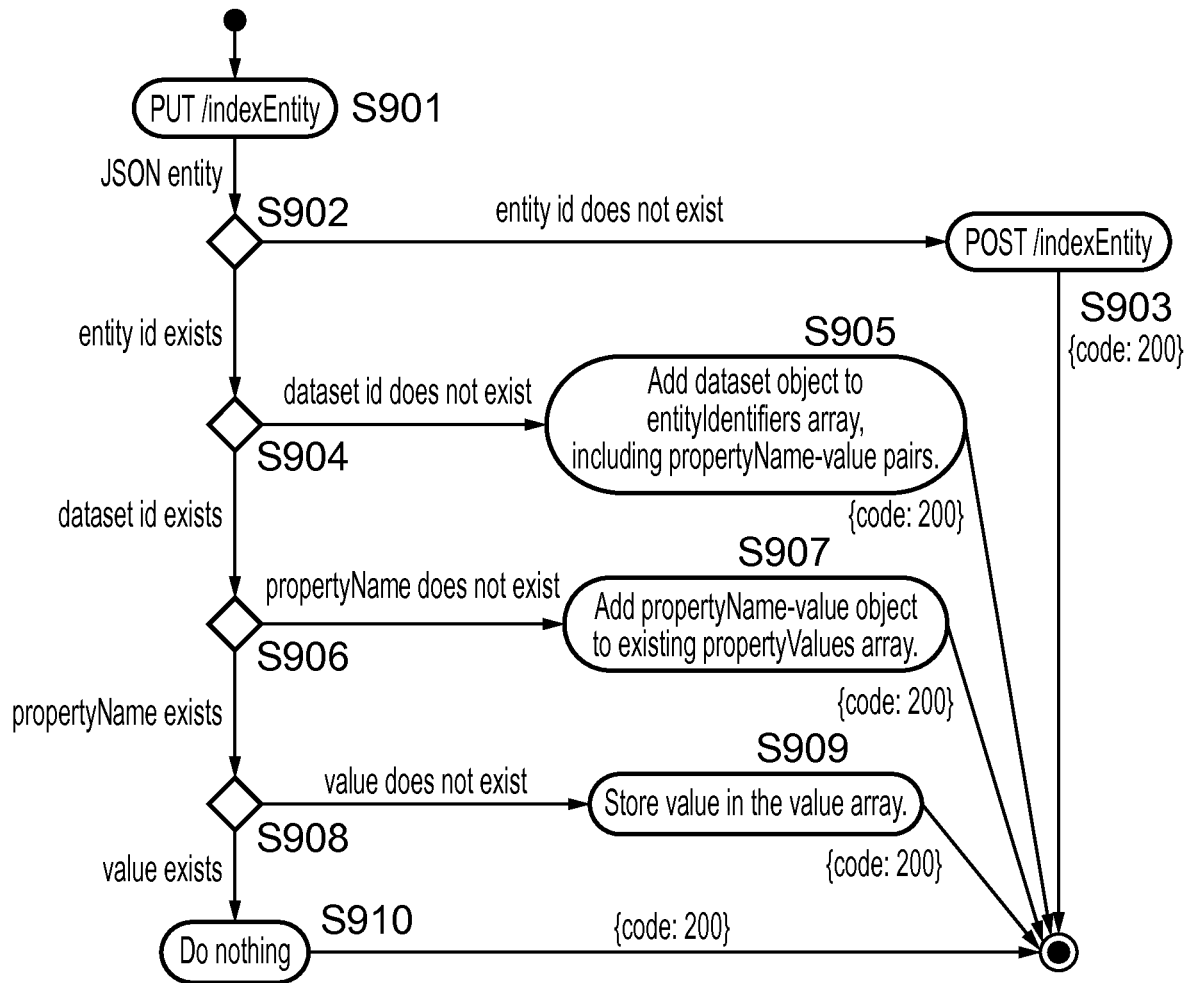 PUT /indexEntity
S901
JSON entity
S902
entity id does not exist
POST /indexEntity
S903
{code: 200}
entity id exists
S905
dataset id does not exist
Add dataset object to
entityIdentifiers array,
including propertyName-value pairs.
S904
{code: 200}
dataset id exists
S907
propertyName does not exist
Add propertyName-value object
to existing propertyValues array.
S906
{code: 200}
propertyName exists
S909
value does not exist
Store value in the value array.
S908
{code: 200}
value exists
S910
Do nothing
{code: 200}